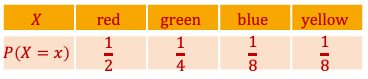 X red green blue yellow
P(X = x) 1/2 1/4 1/8 1/8